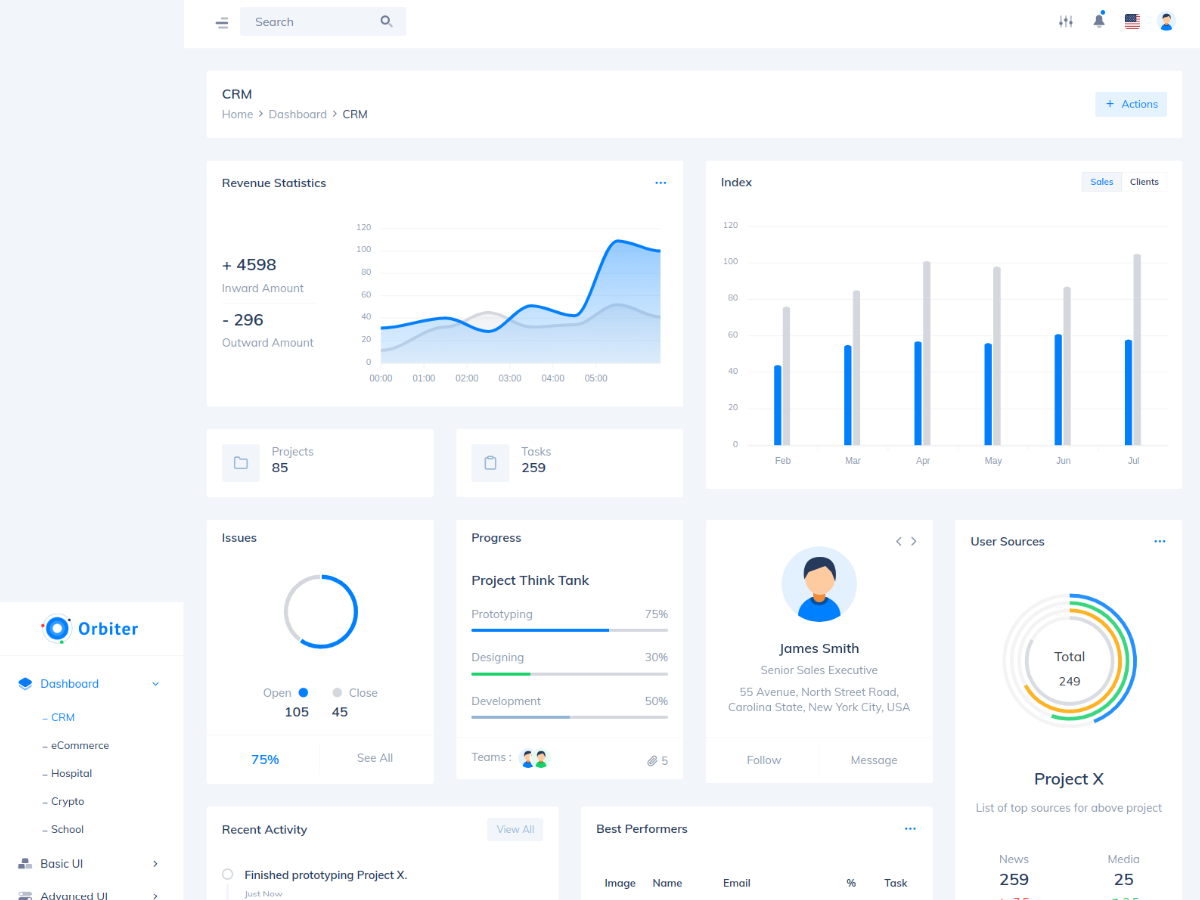 Search
CRM
Home > Dashboard > CRM
+ Actions
Revenue Statistics
+ 4598
Inward Amount
- 296
Outward Amount
120
100
80
60
40
20
0
00:00 01:00 02:00 03:00 04:00 05:00
Index
Sales Clients
120
100
80
60
40
20
0
Feb Mar Apr May Jun Jul
Projects
85
Tasks
259
Issues
Open Close
105 45
75% See All
Progress
Project Think Tank
Prototyping 75%
Designing 30%
Development 50%
Teams : 5
James Smith
Senior Sales Executive
55 Avenue, North Street Road,
Carolina State, New York City, USA
Follow Message
User Sources
Total
249
Project X
List of top sources for above project
News Media
259 25
Orbiter
Dashboard
– CRM
– eCommerce
– Hospital
– Crypto
– School
Basic UI
Advanced UI
Recent Activity View All
Finished prototyping Project X.
Just Now
Best Performers
Image Name Email % Task